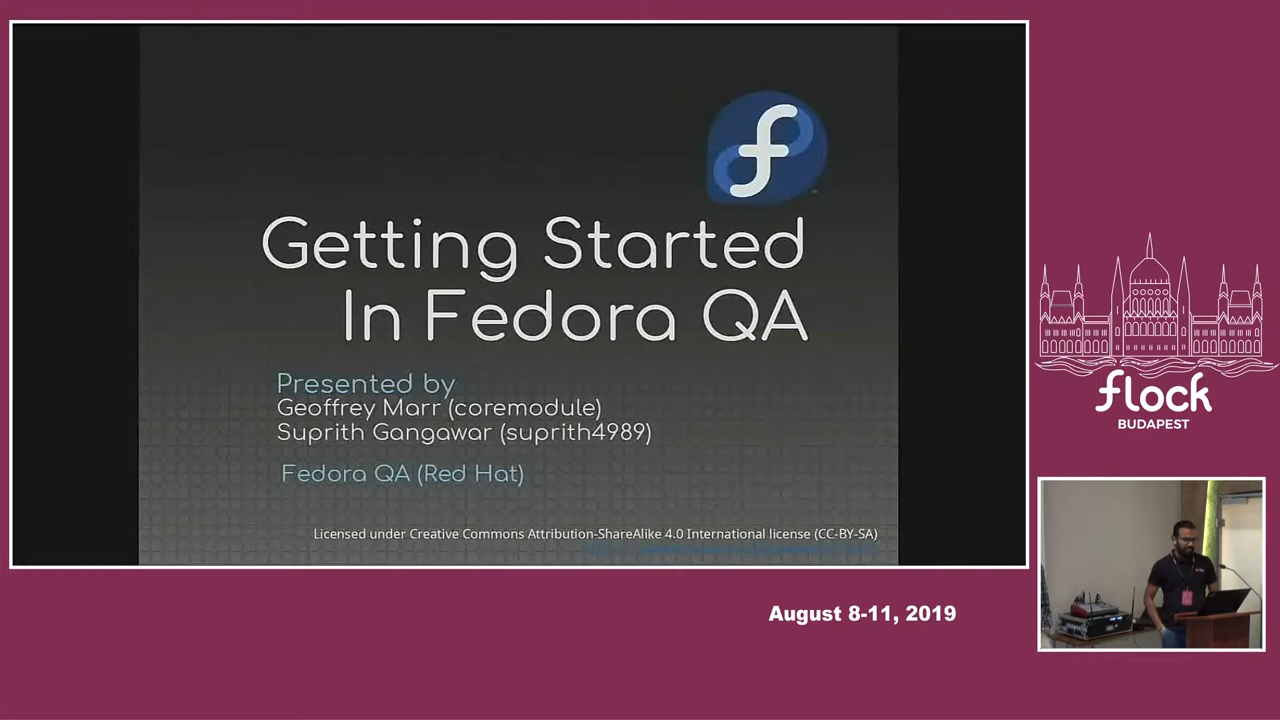 Getting Started
In Fedora QA
Presented by
Geoffrey Marr (coremodule)
Suprith Gangawar (suprith4989)
Fedora QA (Red Hat)
Licensed under Creative Commons Attribution-ShareAlike 4.0 International license (CC-BY-SA)
flock
BUDAPEST
August 8-11, 2019